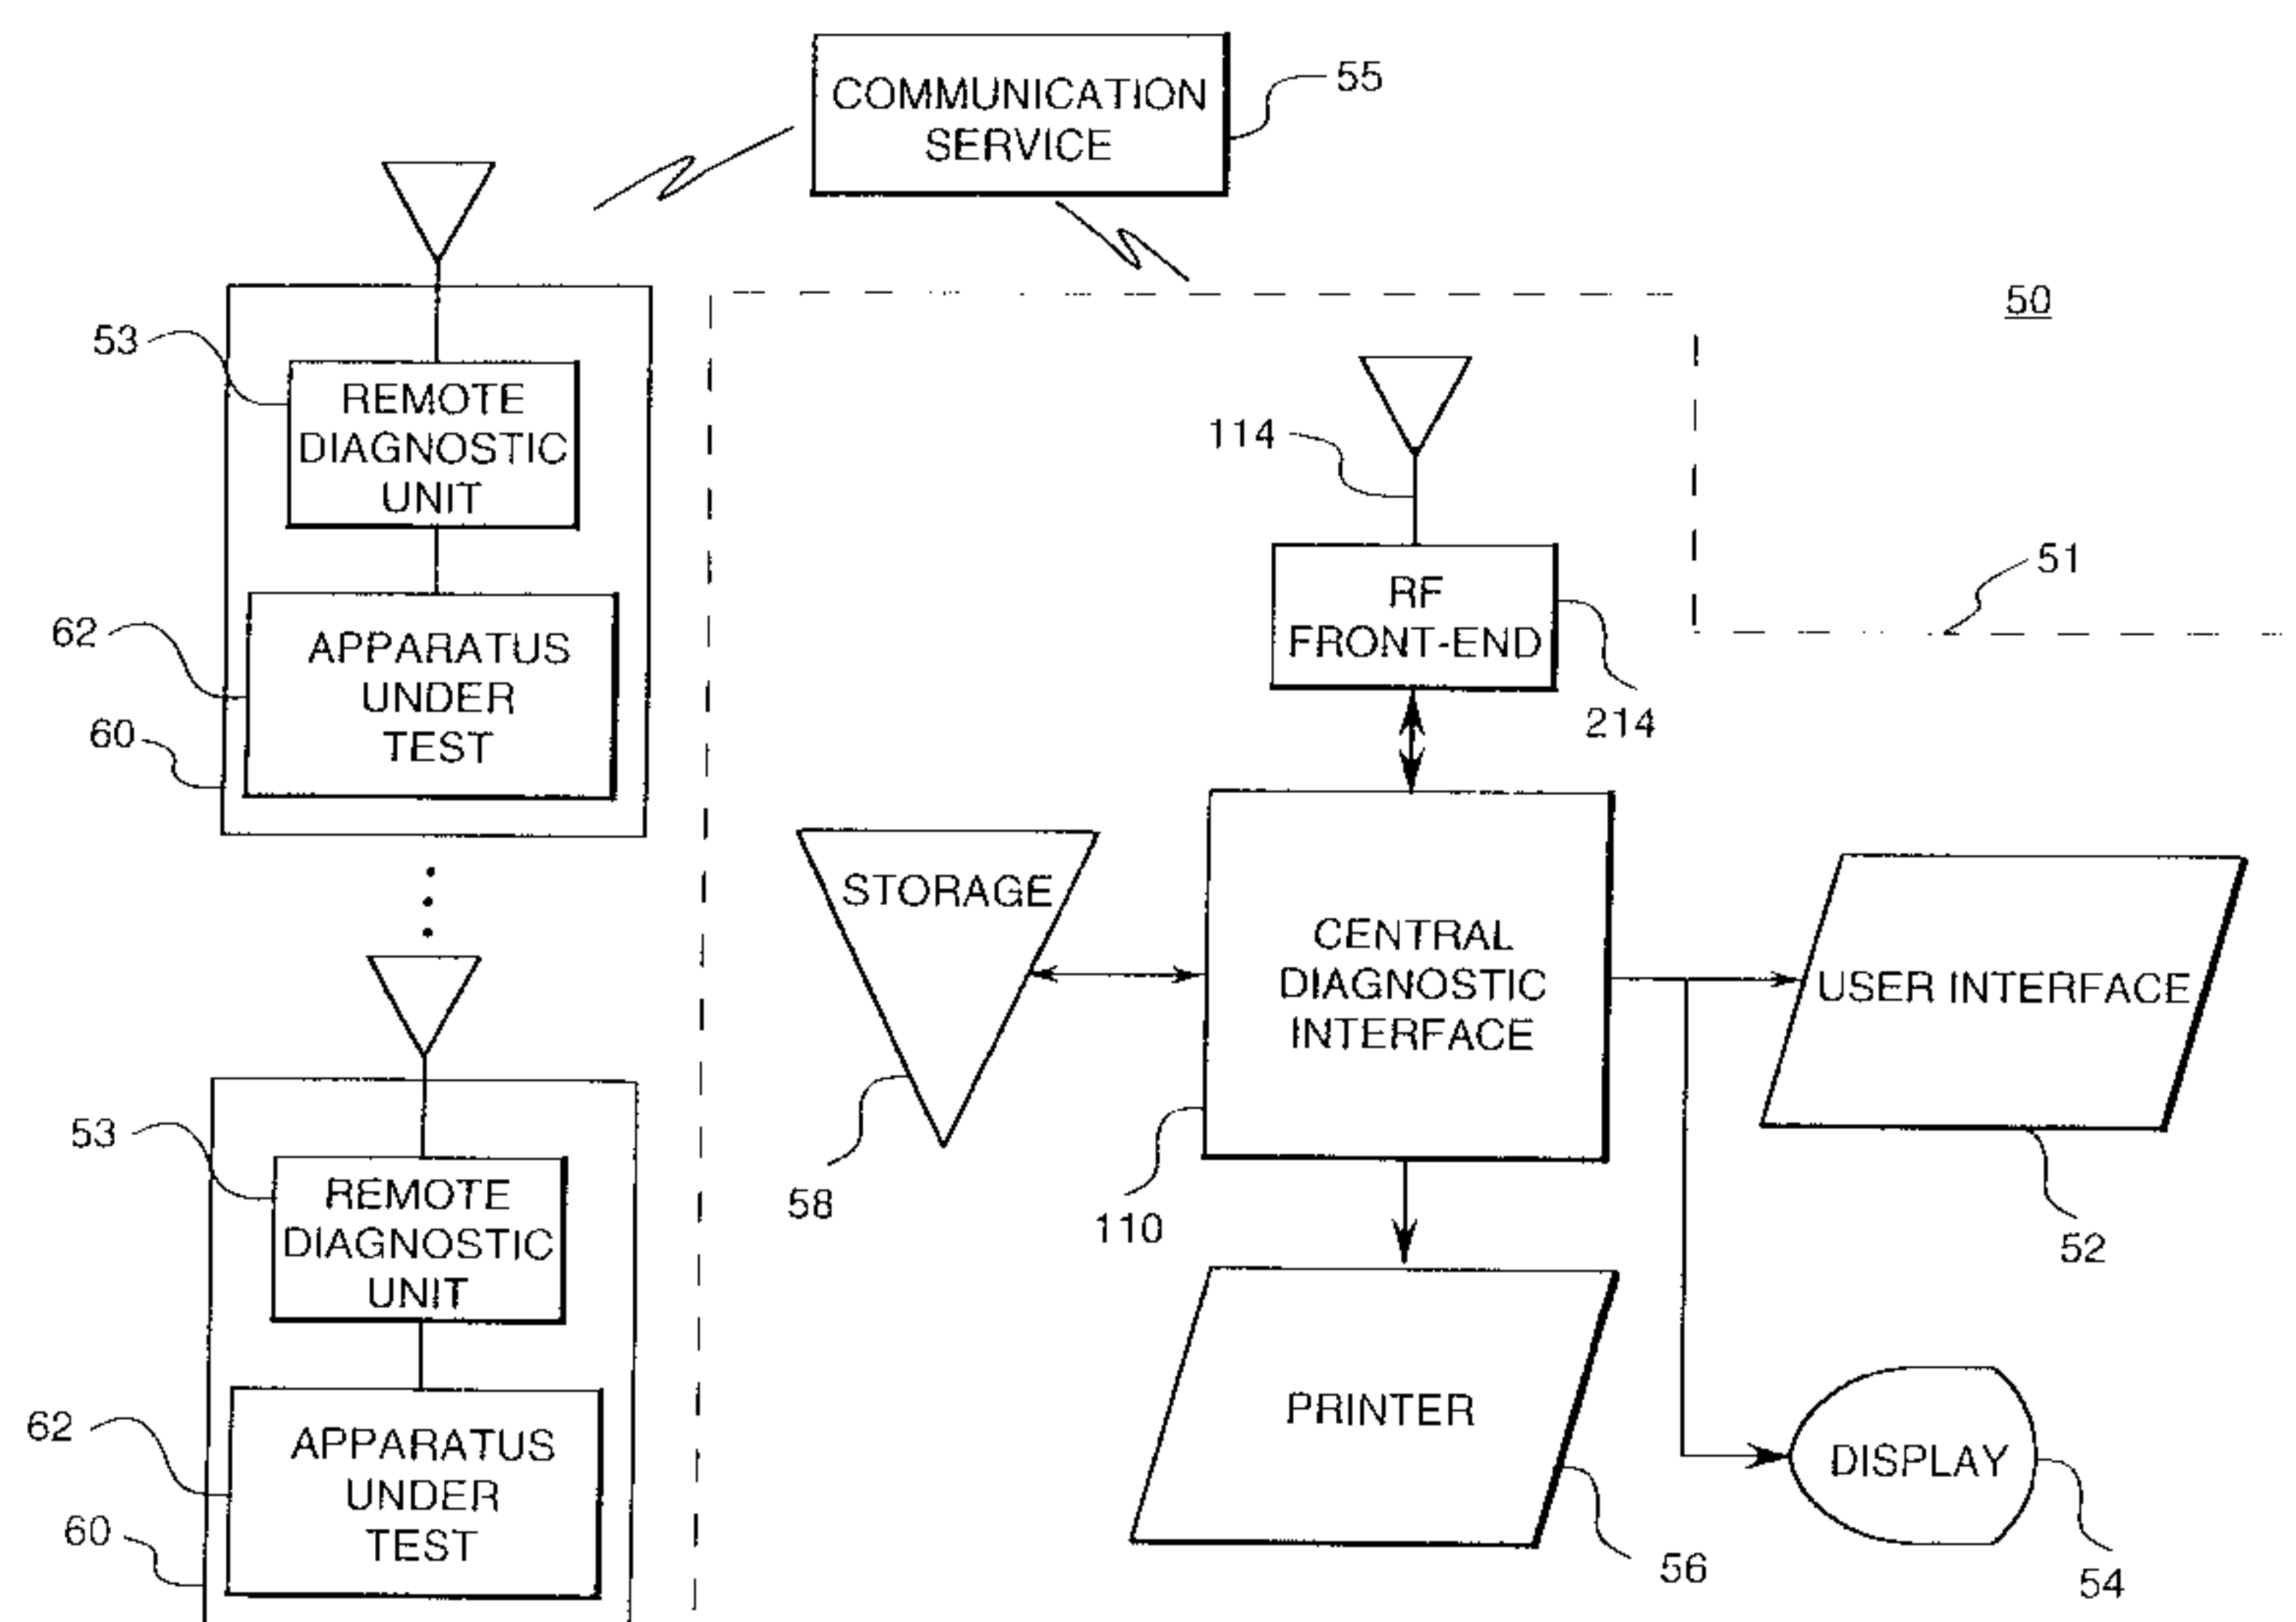 COMMUNICATION
SERVICE
55
50
53
REMOTE
DIAGNOSTIC
UNIT
62
APPARATUS
UNDER
TEST
60
114
RF
FRONT-END
214
51
STORAGE
58
CENTRAL
DIAGNOSTIC
INTERFACE
110
USER INTERFACE
52
53
REMOTE
DIAGNOSTIC
UNIT
62
APPARATUS
UNDER
TEST
60
PRINTER
56
DISPLAY
54